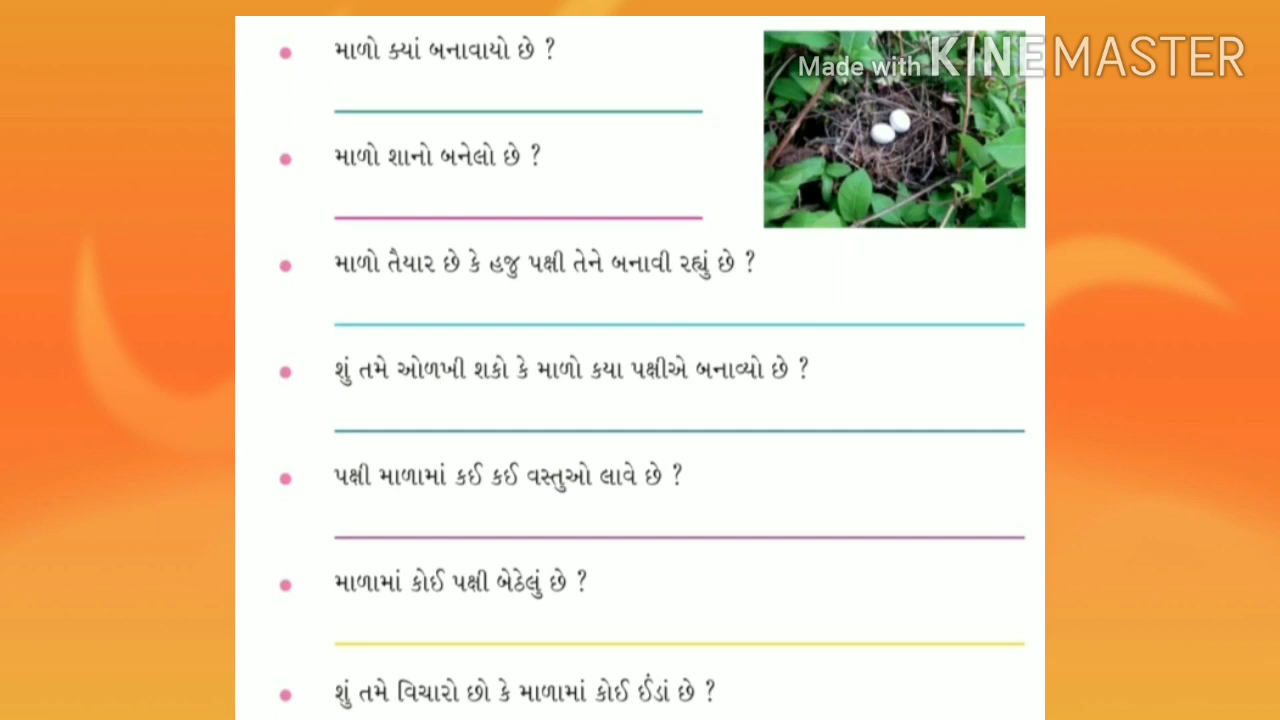 માળો ક્યાં બનાવાયો છે ?
Made with KINEMASTER
માળો શાનો બનેલો છે ?
માળો તૈયાર છે કે હજુ પક્ષી તેને બનાવી રહ્યું છે ?
શું તમે ઓળખી શકો કે માળો કયા પક્ષીએ બનાવ્યો છે ?
પક્ષી માળામાં કઈ કઈ વસ્તુઓ લાવે છે ?
માળામાં કોઈ પક્ષી બેઠેલું છે ?
શું તમે વિચારો છો કે માળામાં કોઈ ઈંડાં છે ?